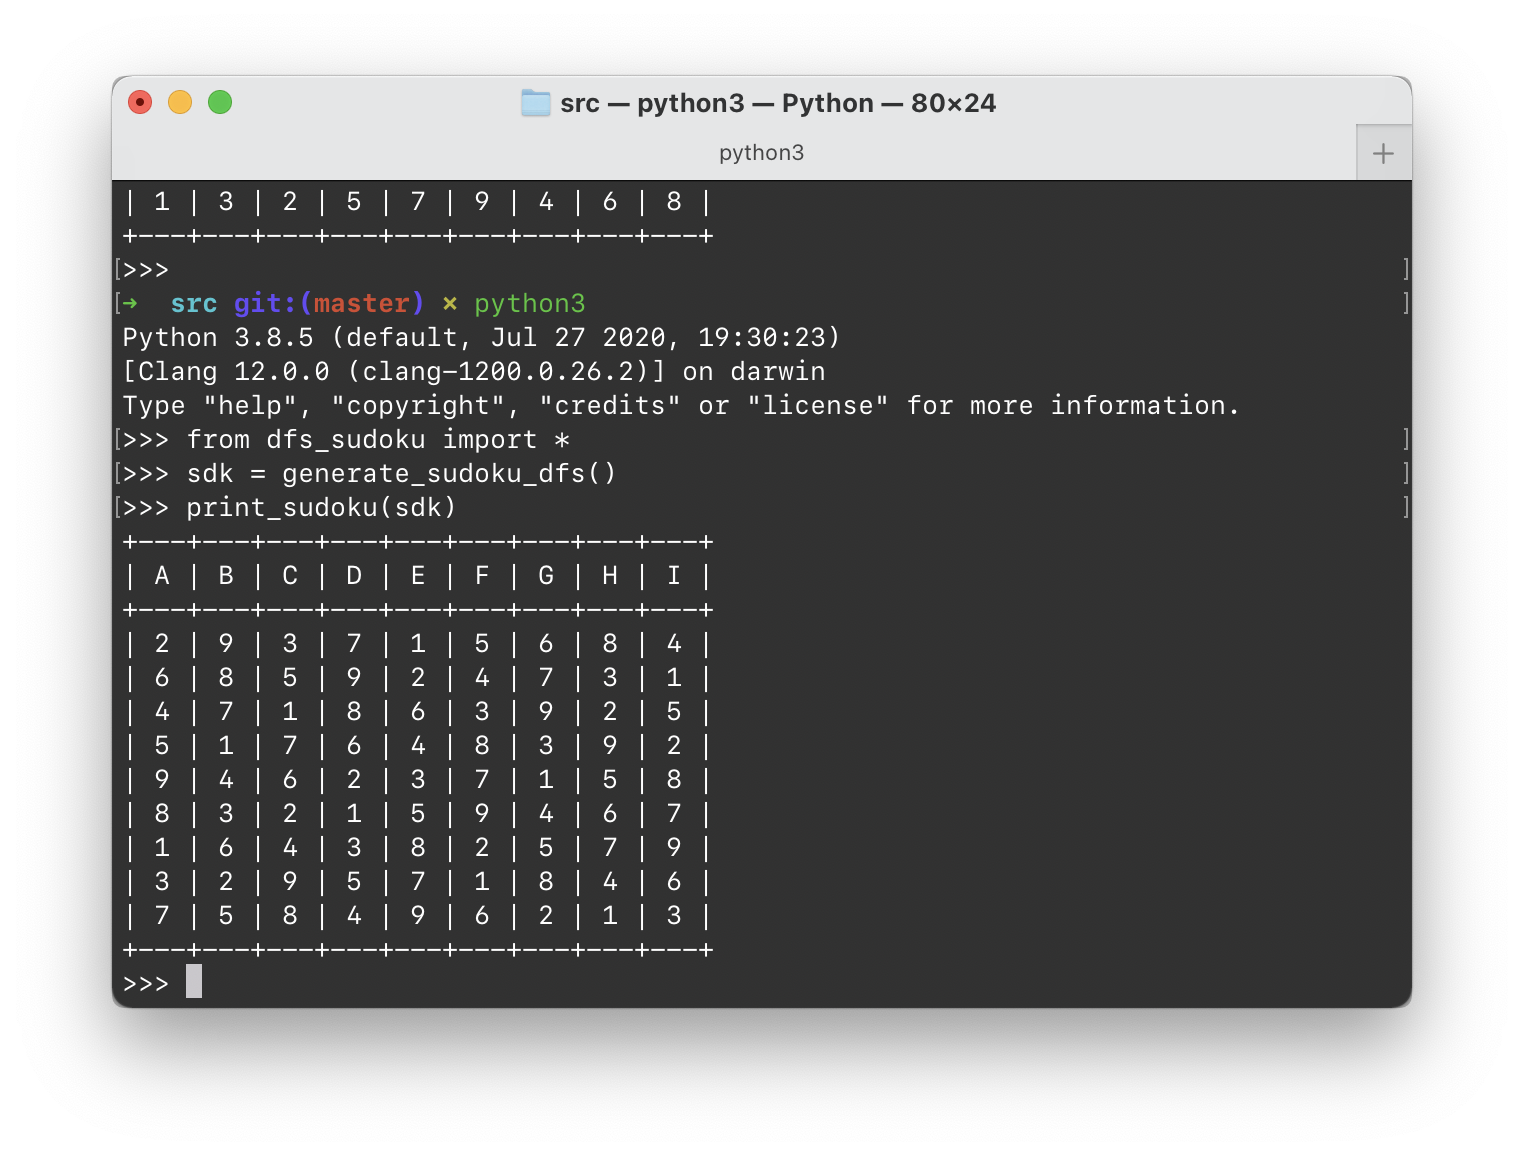 src — python3 — Python — 80×24
python3
+
| 1 | 3 | 2 | 5 | 7 | 9 | 4 | 6 | 8 |
+---+---+---+---+---+---+---+---+---+
[>>> ]
[➜  src git:(master) × python3 ]
Python 3.8.5 (default, Jul 27 2020, 19:30:23)
[Clang 12.0.0 (clang-1200.0.26.2)] on darwin
Type "help", "copyright", "credits" or "license" for more information.
[>>> from dfs_sudoku import * ]
[>>> sdk = generate_sudoku_dfs() ]
[>>> print_sudoku(sdk) ]
+---+---+---+---+---+---+---+---+---+
| A | B | C | D | E | F | G | H | I |
+---+---+---+---+---+---+---+---+---+
| 2 | 9 | 3 | 7 | 1 | 5 | 6 | 8 | 4 |
| 6 | 8 | 5 | 9 | 2 | 4 | 7 | 3 | 1 |
| 4 | 7 | 1 | 8 | 6 | 3 | 9 | 2 | 5 |
| 5 | 1 | 7 | 6 | 4 | 8 | 3 | 9 | 2 |
| 9 | 4 | 6 | 2 | 3 | 7 | 1 | 5 | 8 |
| 8 | 3 | 2 | 1 | 5 | 9 | 4 | 6 | 7 |
| 1 | 6 | 4 | 3 | 8 | 2 | 5 | 7 | 9 |
| 3 | 2 | 9 | 5 | 7 | 1 | 8 | 4 | 6 |
| 7 | 5 | 8 | 4 | 9 | 6 | 2 | 1 | 3 |
+---+---+---+---+---+---+---+---+---+
>>>